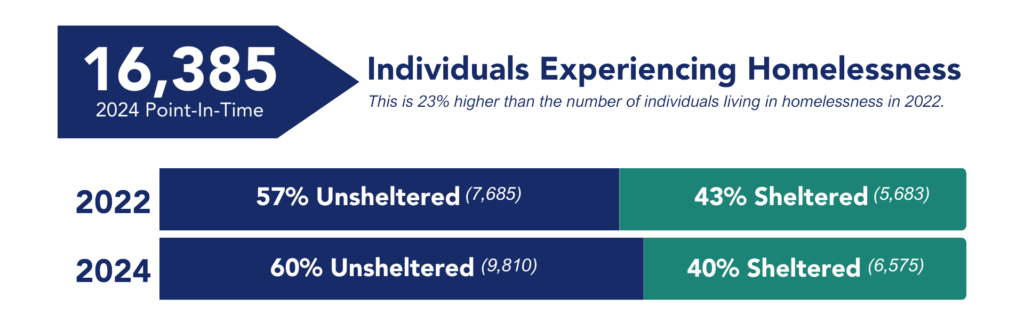 16,385
2024 Point-In-Time
Individuals Experiencing Homelessness
This is 23% higher than the number of individuals living in homelessness in 2022.
2022 57% Unsheltered (7,685) 43% Sheltered (5,683)
2024 60% Unsheltered (9,810) 40% Sheltered (6,575)